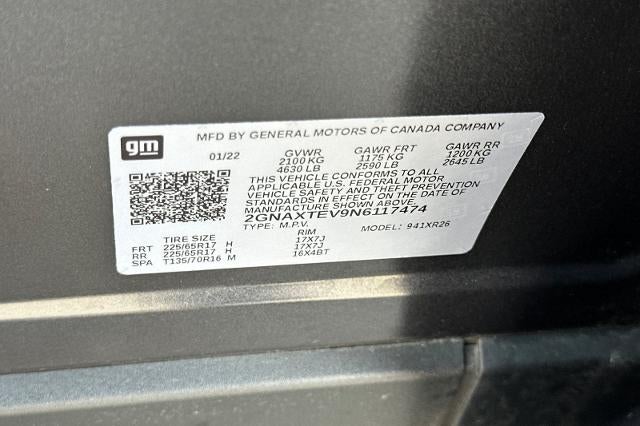 gm
MFD BY GENERAL MOTORS OF CANADA COMPANY
01/22 GVWR GAWR FRT GAWR RR
2100 KG 1175 KG 1200 KG
4630 LB 2590 LB 2645 LB
THIS VEHICLE CONFORMS TO ALL
APPLICABLE U.S. FEDERAL MOTOR
VEHICLE SAFETY AND THEFT PREVENTION
STANDARDS IN EFFECT ON THE DATE OF
MANUFACTURE SHOWN ABOVE.
2GNAXTEV9N6117474
TYPE: M.P.V. MODEL: 941XR26
TIRE SIZE RIM
FRT 225/65R17 H 17X7J
RR 225/65R17 H 17X7J
SPA T135/70R16 M 16X4BT